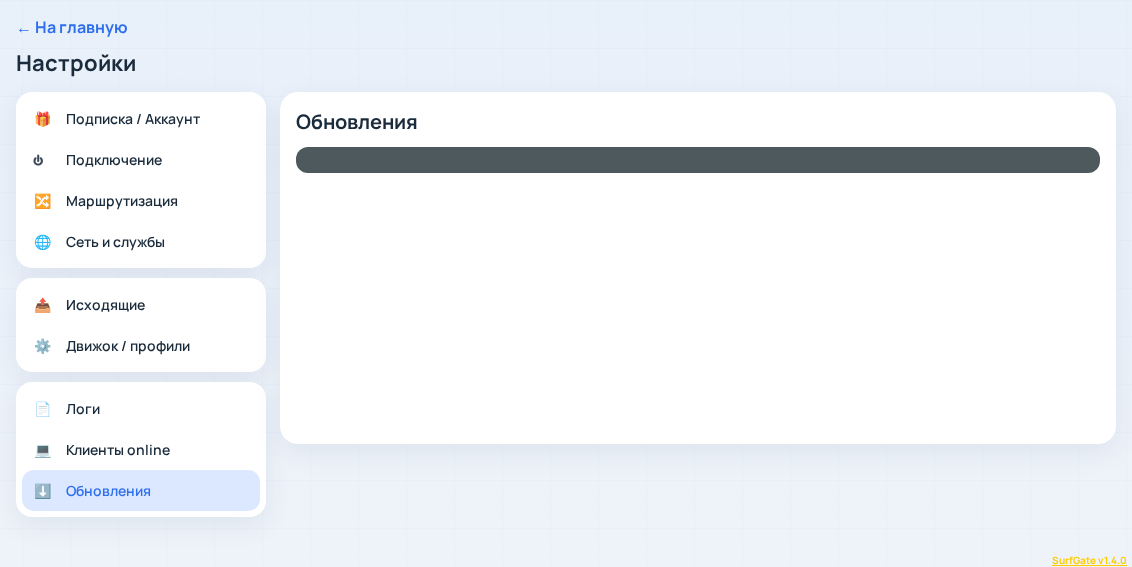 ← На главную
Настройки
Подписка / Аккаунт
Подключение
Маршрутизация
Сеть и службы
Исходящие
Движок / профили
Логи
Клиенты online
Обновления
Обновления
SurfGate v1.4.0